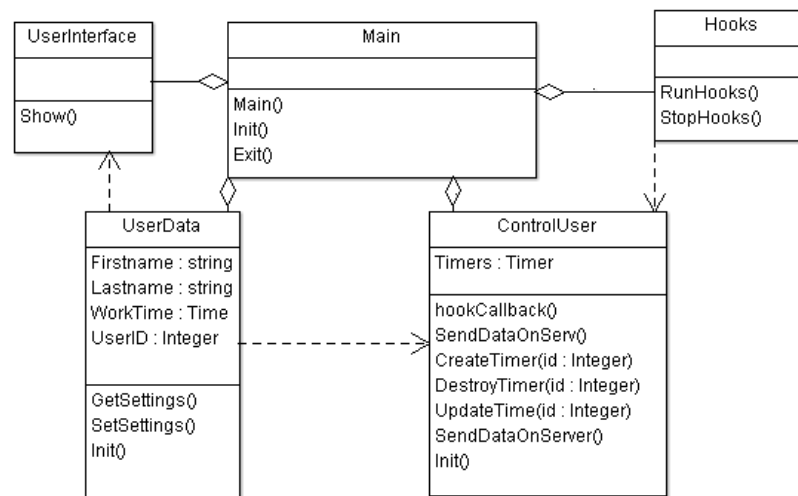 UserInterface
Show()
Main
Main()
Init()
Exit()
Hooks
RunHooks()
StopHooks()
UserData
Firstname : string
Lastname : string
WorkTime : Time
UserID : Integer
GetSettings()
SetSettings()
Init()
ControlUser
Timers : Timer
hookCallback()
SendDataOnServ()
CreateTimer(id : Integer)
DestroyTimer(id : Integer)
UpdateTime(id : Integer)
SendDataOnServer()
Init()